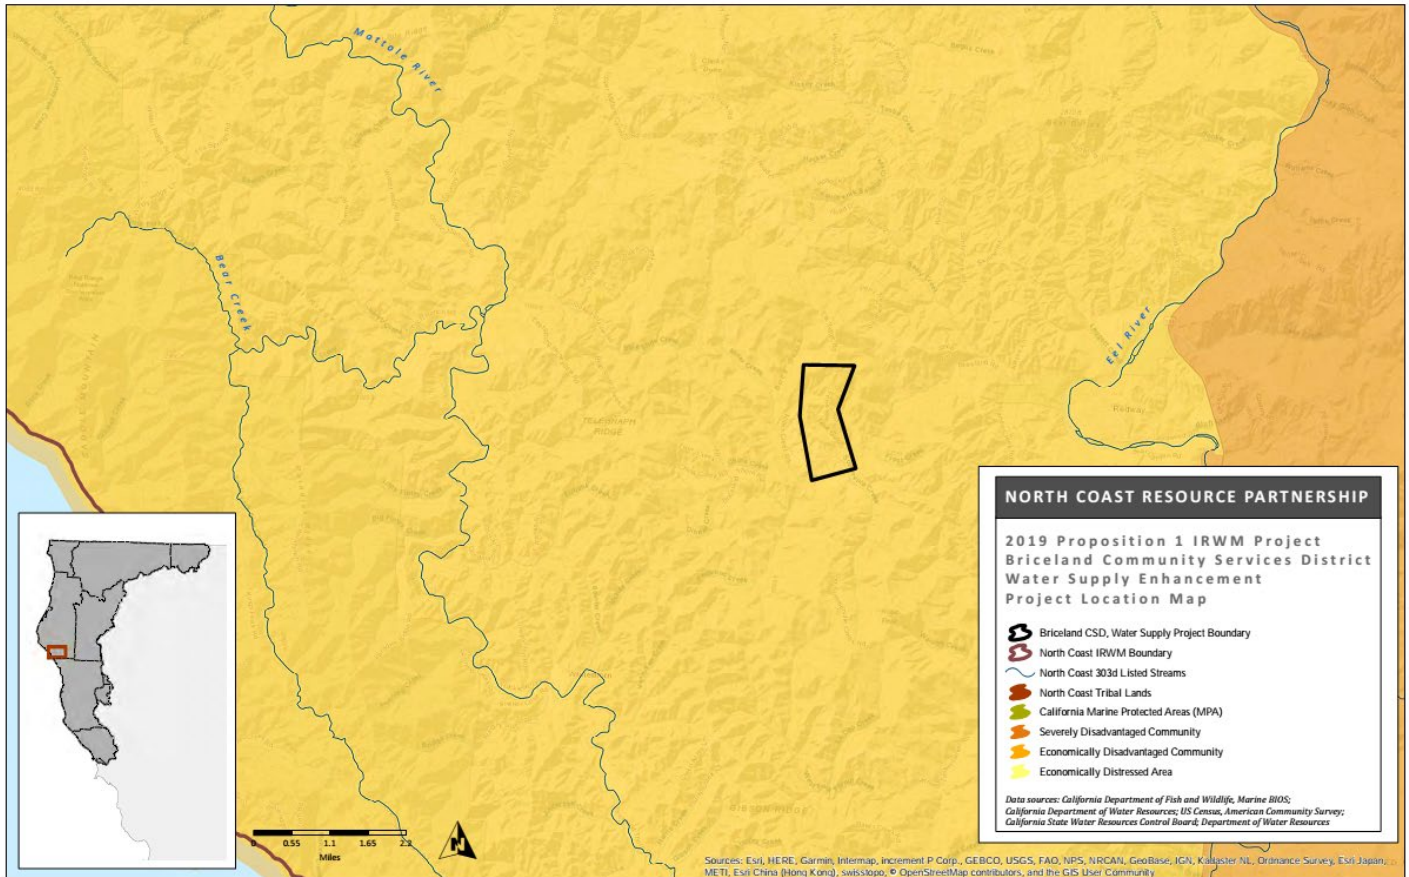 Mattole River
Bear Creek
Eel River
TELEGRAPH
RIDGE
Railway
GIBSON RIDGE
NORTH COAST RESOURCE PARTNERSHIP
2019 Proposition 1 IRWM Project
Briceland Community Services District
Water Supply Enhancement
Project Location Map
Briceland CSD, Water Supply Project Boundary
North Coast IRWM Boundary
North Coast 303d Listed Streams
North Coast Tribal Lands
California Marine Protected Areas (MPA)
Severely Disadvantaged Community
Economically Disadvantaged Community
Economically Distressed Area
Data sources: California Department of Fish and Wildlife, Marine BIOS;
California Department of Water Resources; US Census, American Community Survey;
California State Water Resources Control Board; Department of Water Resources
0 0.55 1.1 1.65 2.2
Miles
N
Sources: Esri, HERE, Garmin, Intermap, increment P Corp., GEBCO, USGS, FAO, NPS, NRCAN, GeoBase, IGN, Kadaster NL, Ordnance Survey, Esri Japan,
METI, Esri China (Hong Kong), swisstopo, © OpenStreetMap contributors, and the GIS User Community